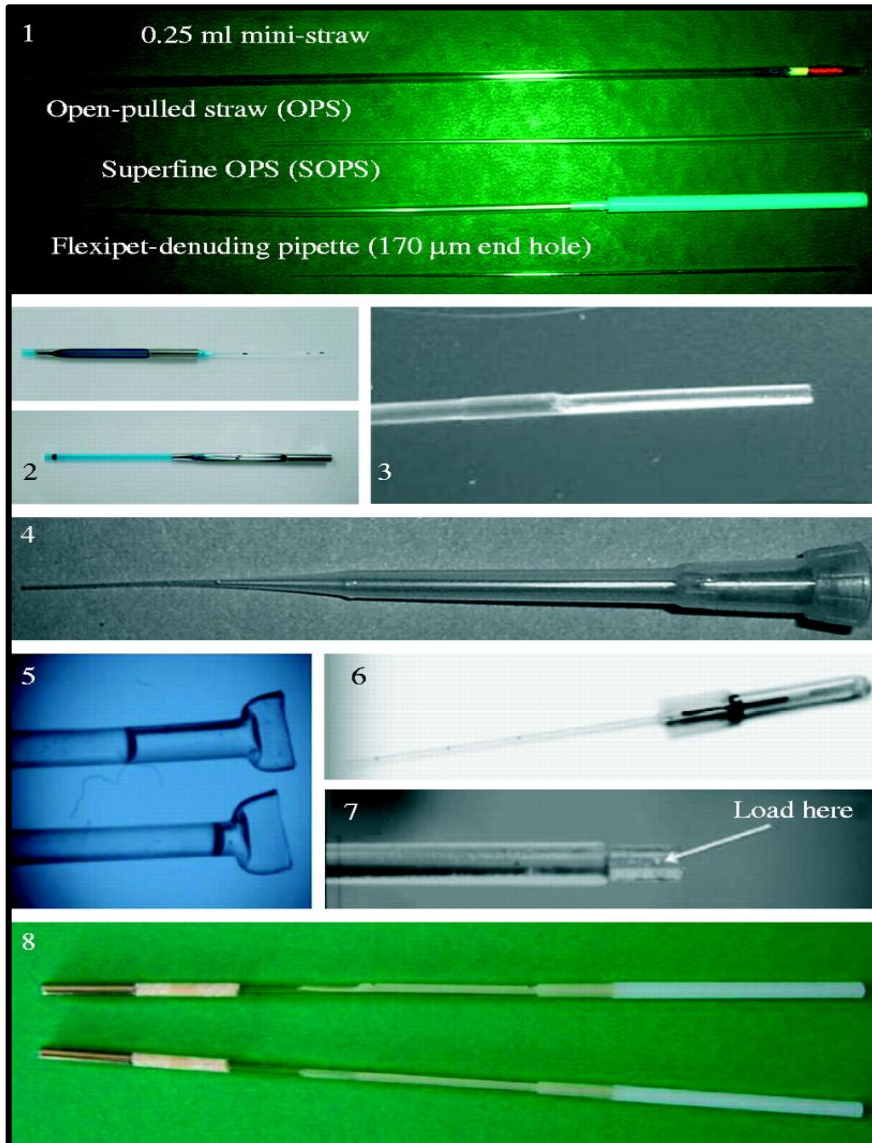 1
0.25 ml mini-straw
Open-pulled straw (OPS)
Superfine OPS (SOPS)
Flexipet-denuding pipette (170 μm end hole)
2
3
4
5
6
7
Load here
8